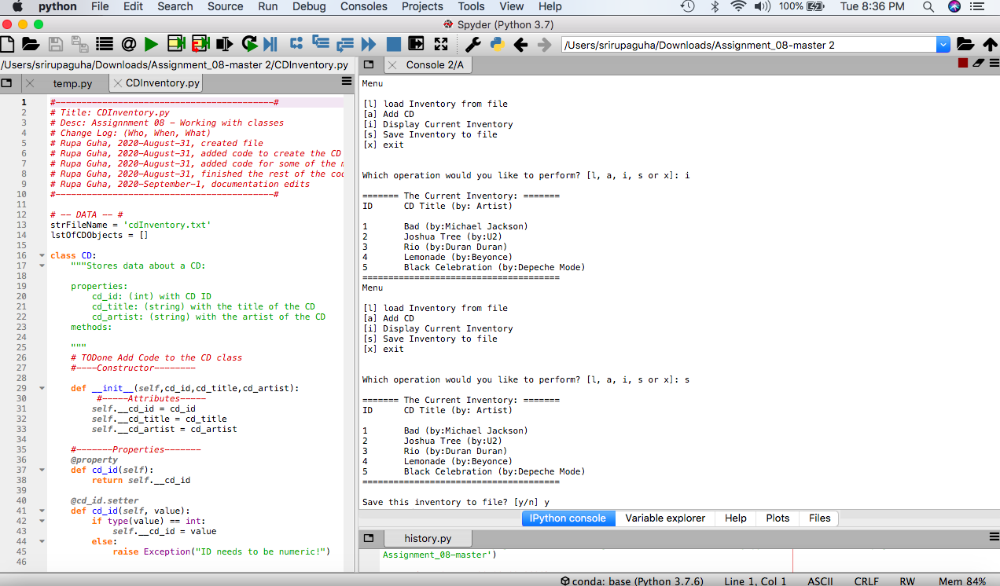 python File Edit Search Source Run Debug Consoles Projects Tools View Help 100% Tue 8:36 PM
Spyder (Python 3.7)
/Users/srirupaguha/Downloads/Assignment_08-master 2
/Users/srirupaguha/Downloads/Assignment_08-master 2/CDInventory.py
temp.py CDInventory.py
1 #------------------------------------------#
2 # Title: CDInventory.py
3 # Desc: Assignnment 08 - Working with classes
4 # Change Log: (Who, When, What)
5 # Rupa Guha, 2020-August-31, created file
6 # Rupa Guha, 2020-August-31, added code to create the CD
7 # Rupa Guha, 2020-August-31, added code for some of the
8 # Rupa Guha, 2020-August-31, finished the rest of the
9 # Rupa Guha, 2020-September-1, documentation edits
10 #------------------------------------------#
11
12 # -- DATA -- #
13 strFileName = 'cdInventory.txt'
14 lstOfCDObjects = []
15
16 class CD:
17 """Stores data about a CD:
18
19 properties:
20 cd_id: (int) with CD ID
21 cd_title: (string) with the title of the CD
22 cd_artist: (string) with the artist of the CD
23 methods:
24
25 """
26 # TODone Add Code to the CD class
27 #----Constructor--------
28
29 def __init__(self,cd_id,cd_title,cd_artist):
30 #-----Attributes-----
31 self.__cd_id = cd_id
32 self.__cd_title = cd_title
33 self.__cd_artist = cd_artist
34
35 #-------Properties-------
36 @property
37 def cd_id(self):
38 return self.__cd_id
39
40 @cd_id.setter
41 def cd_id(self, value):
42 if type(value) == int:
43 self.__cd_id = value
44 else:
45 raise Exception("ID needs to be numeric!")
46
Console 2/A
Menu
[l] load Inventory from file
[a] Add CD
[i] Display Current Inventory
[s] Save Inventory to file
[x] exit
Which operation would you like to perform? [l, a, i, s or x]: i
======= The Current Inventory: =======
ID CD Title (by: Artist)
1 Bad (by:Michael Jackson)
2 Joshua Tree (by:U2)
3 Rio (by:Duran Duran)
4 Lemonade (by:Beyonce)
5 Black Celebration (by:Depeche Mode)
======================================
Menu
[l] load Inventory from file
[a] Add CD
[i] Display Current Inventory
[s] Save Inventory to file
[x] exit
Which operation would you like to perform? [l, a, i, s or x]: s
======= The Current Inventory: =======
ID CD Title (by: Artist)
1 Bad (by:Michael Jackson)
2 Joshua Tree (by:U2)
3 Rio (by:Duran Duran)
4 Lemonade (by:Beyonce)
5 Black Celebration (by:Depeche Mode)
======================================
Save this inventory to file? [y/n] y
IPython console Variable explorer Help Plots Files
history.py
Assignment_08-master')
conda: base (Python 3.7.6) Line 1, Col 1 ASCII CRLF RW Mem 84%